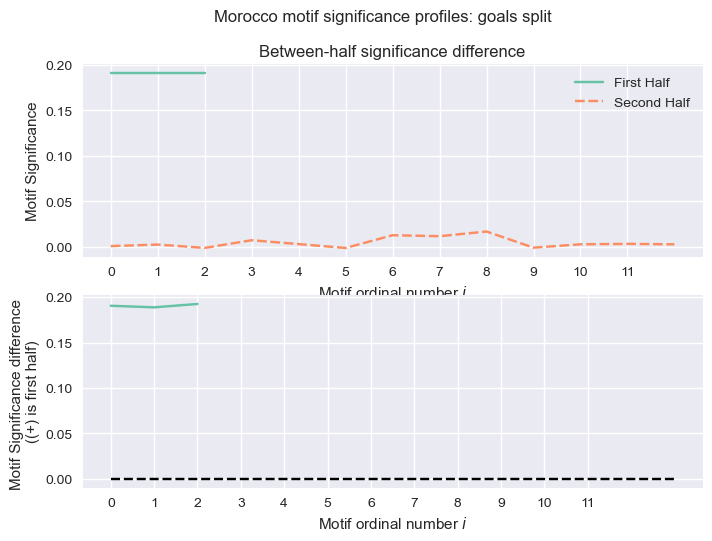 Morocco motif significance profiles: goals split
Between-half significance difference
0.20
0.15
0.10
0.05
0.00
Motif Significance
First Half
Second Half
0 1 2 3 4 5 6 7 8 9 10 11
Motif ordinal number i
0.20
0.15
0.10
0.05
0.00
Motif Significance difference
((+) is first half)
0 1 2 3 4 5 6 7 8 9 10 11
Motif ordinal number i